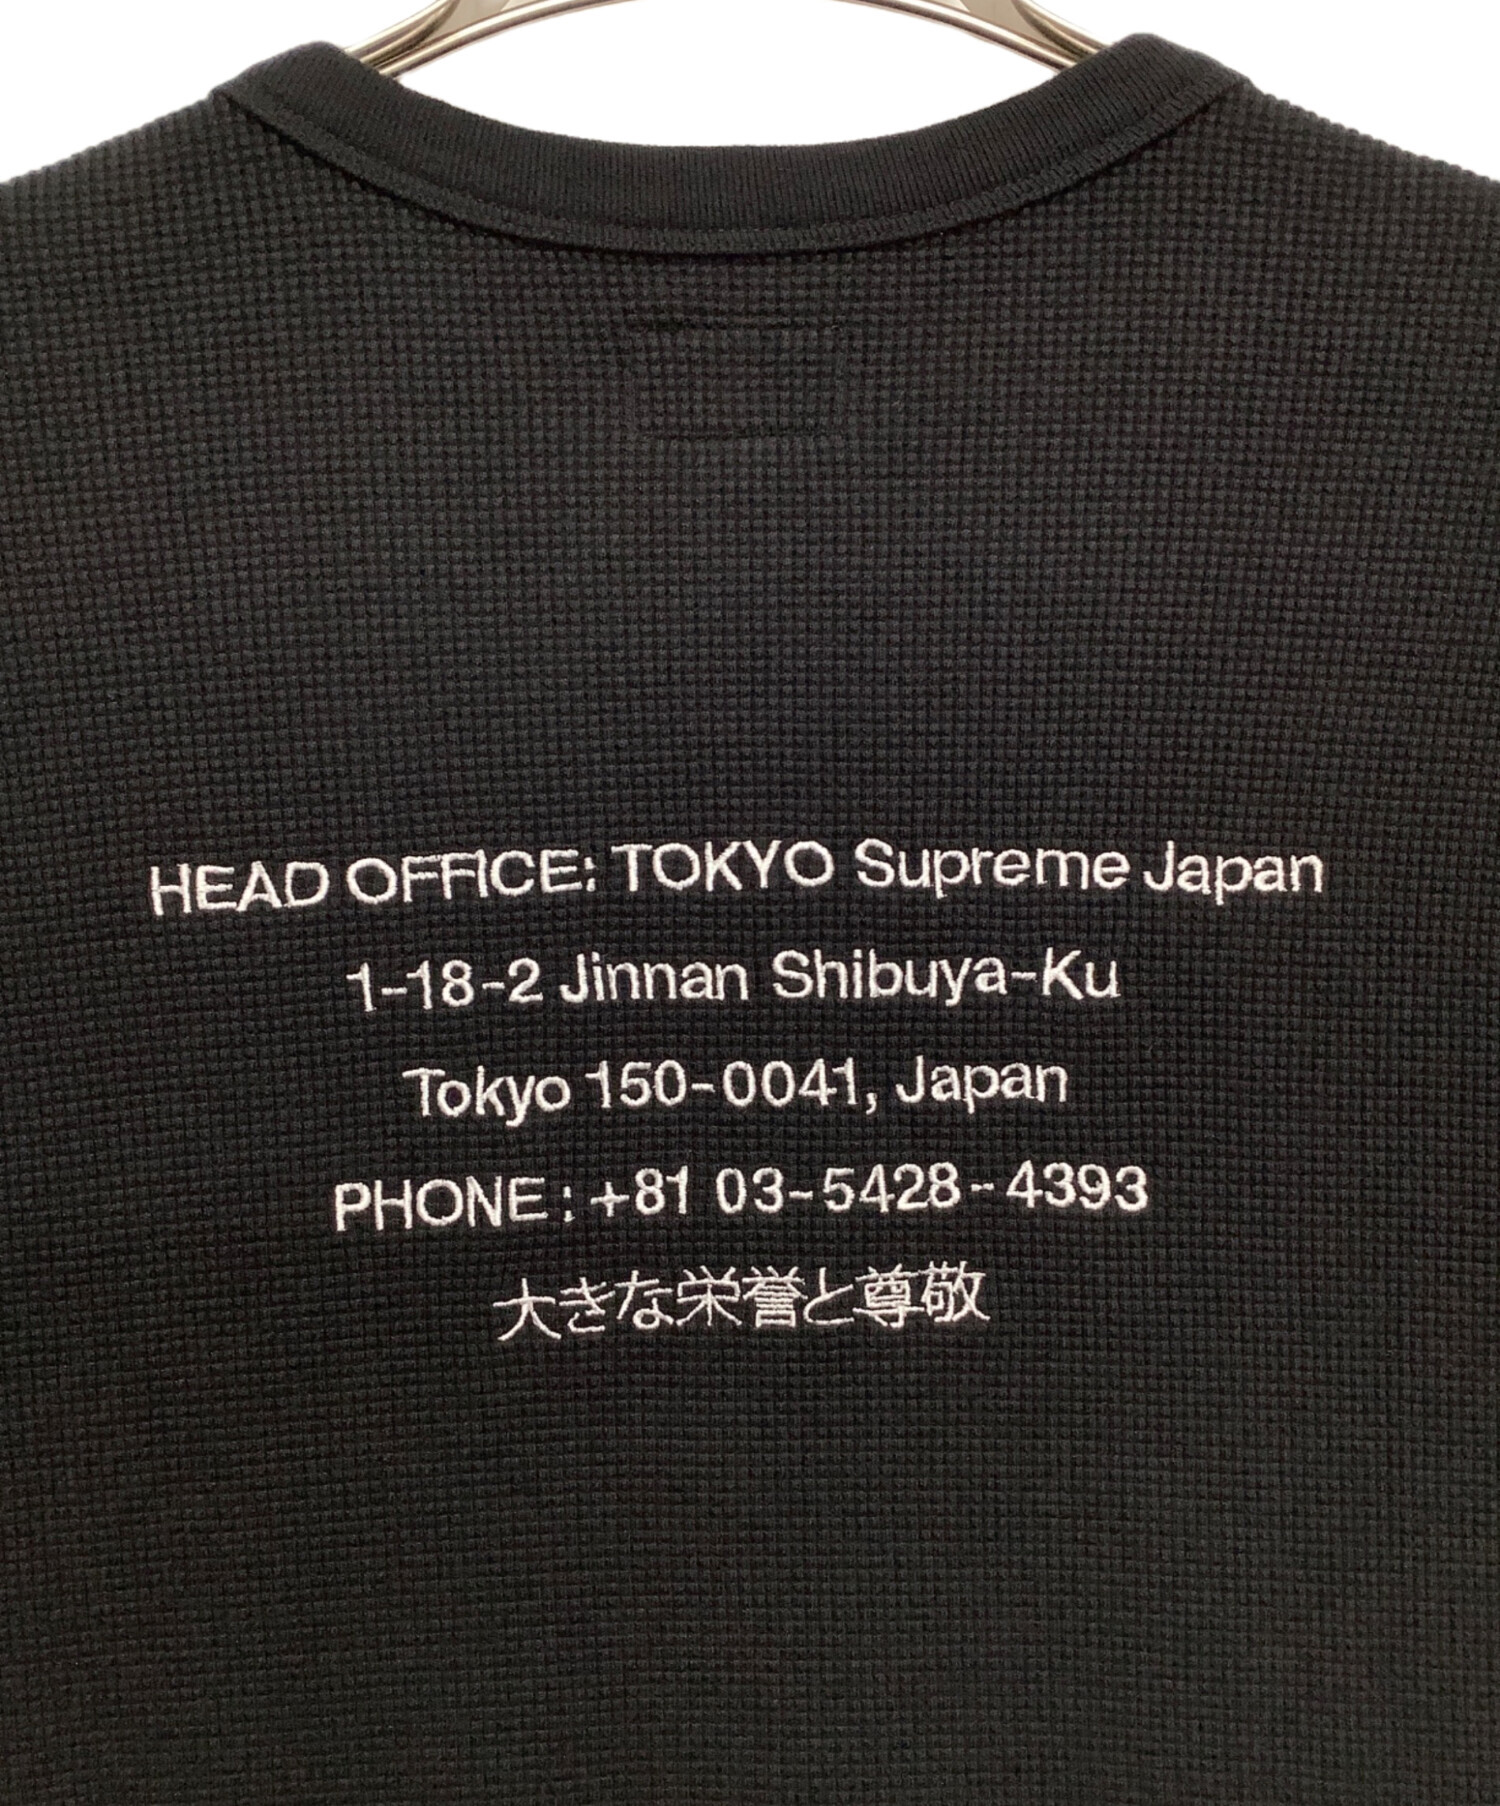 HEAD OFFICE: TOKYO Supreme Japan
1-18-2 Jinnan Shibuya-Ku
Tokyo 150-0041, Japan
PHONE: +81 03-5428-4393
大きな栄誉と尊敬